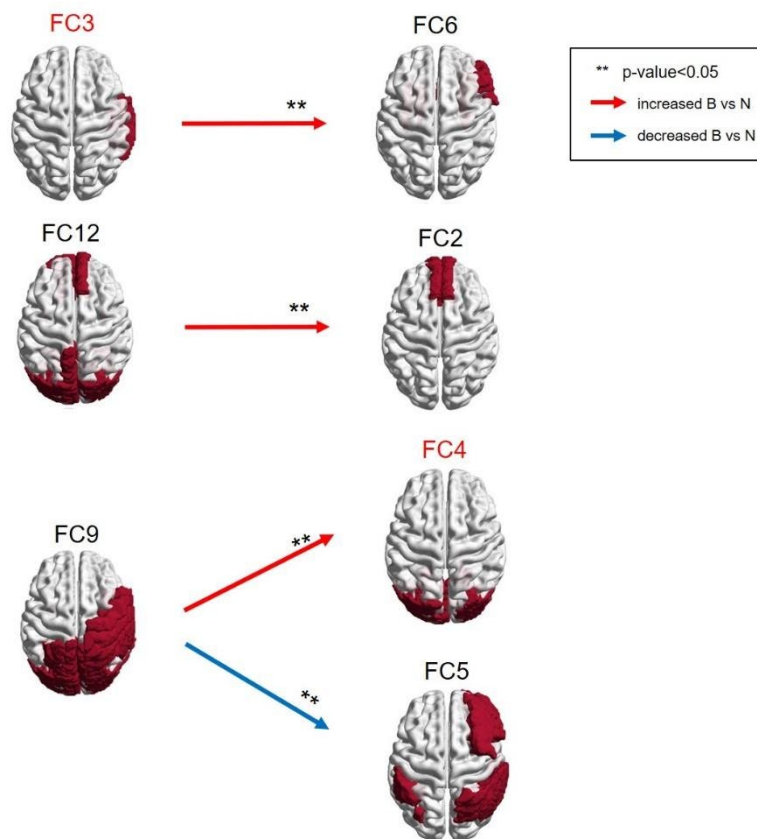 FC3
FC6
** p-value<0.05
increased B vs N
decreased B vs N
**
FC12
FC2
**
FC4
FC9
**
**
FC5